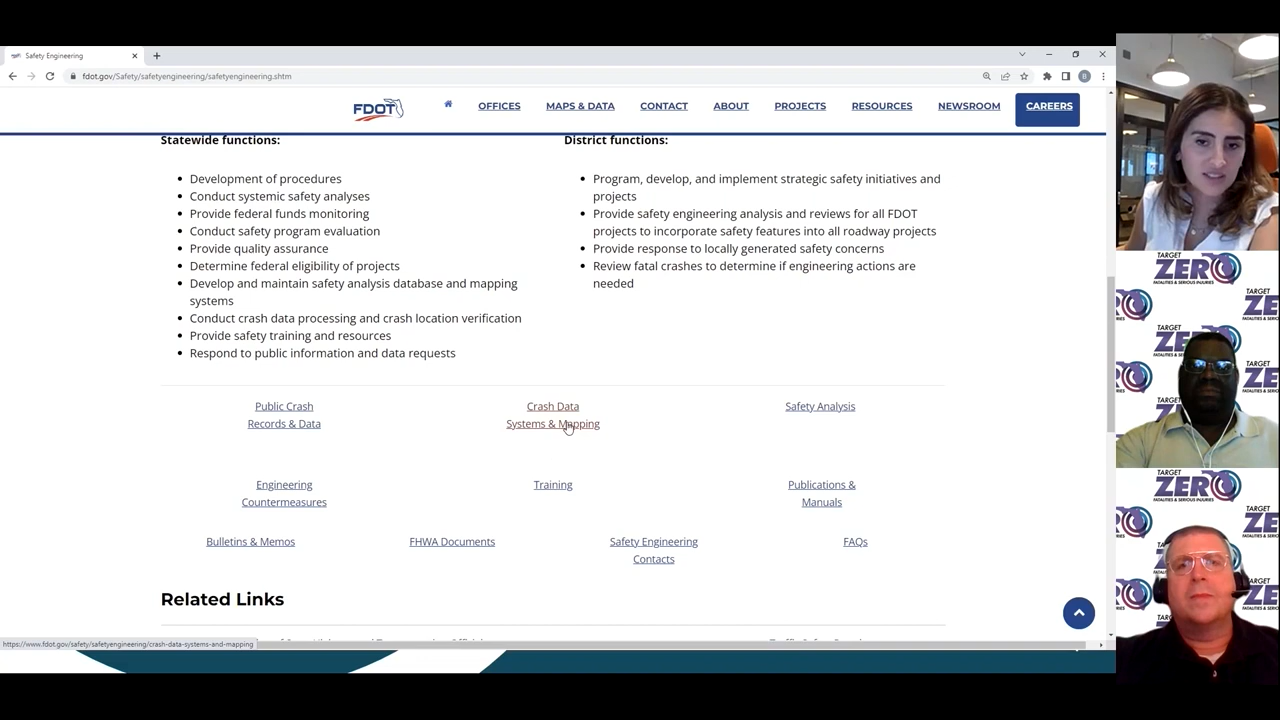 Safety Engineering
fdot.gov/Safety/safetyengineering/safetyengineering.shtm
B
FDOT
OFFICES
MAPS & DATA
CONTACT
ABOUT
PROJECTS
RESOURCES
NEWSROOM
CAREERS
Statewide functions:
Development of procedures
Conduct systemic safety analyses
Provide federal funds monitoring
Conduct safety program evaluation
Provide quality assurance
Determine federal eligibility of projects
Develop and maintain safety analysis database and mapping
systems
Conduct crash data processing and crash location verification
Provide safety training and resources
Respond to public information and data requests
District functions:
Program, develop, and implement strategic safety initiatives and
projects
Provide safety engineering analysis and reviews for all FDOT
projects to incorporate safety features into all roadway projects
Provide response to locally generated safety concerns
Review fatal crashes to determine if engineering actions are
needed
Public Crash
Records & Data
Crash Data
Systems & Mapping
Safety Analysis
Engineering
Countermeasures
Training
Publications &
Manuals
Bulletins & Memos
FHWA Documents
Safety Engineering
Contacts
FAQs
Related Links
https://www.fdot.gov/safety/safetyengineering/crash-data-systems-and-mapping
TARGET
ZERO
FATALITIES & SERIOUS INJURIES
TARGET
ZERO